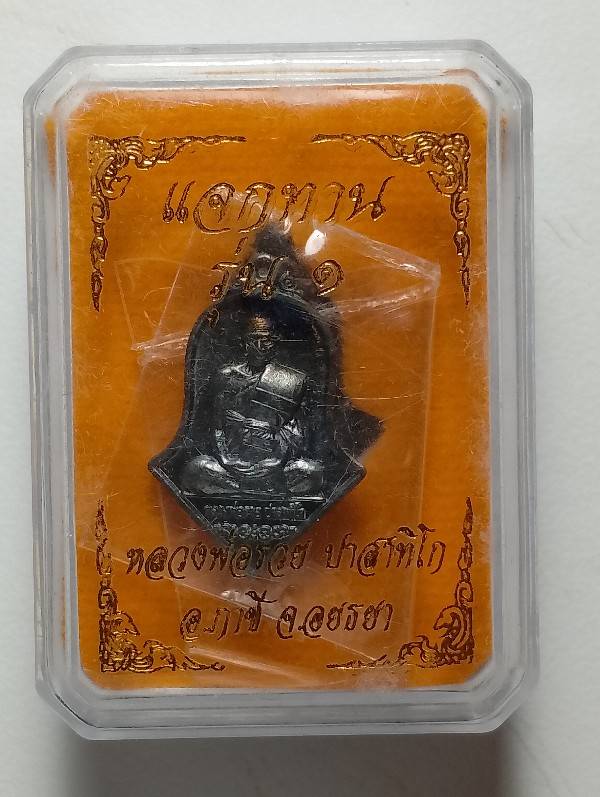 แจกทาน
รุ่น ๑
หลวงพ่อรวย ปาสาทิโก
อ.ภาชี จ.อยุธยา